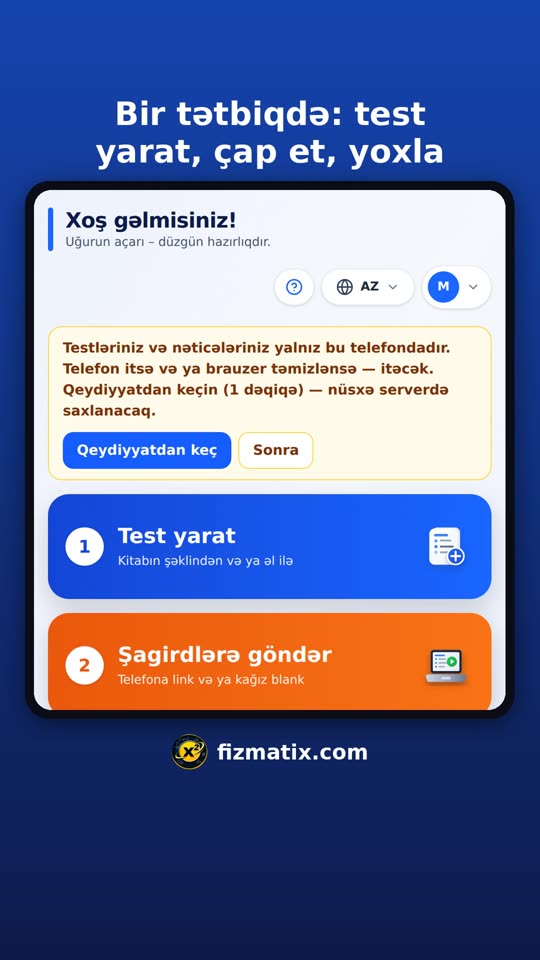 Bir tətbiqdə: test
yarat, çap et, yoxla
Xoş gəlmisiniz!
Uğurun açarı – düzgün hazırlıqdır.
AZ
M
Testləriniz və nəticələriniz yalnız bu telefondadır.
Telefon itsə və ya brauzer təmizlənsə — itəcək.
Qeydiyyatdan keçin (1 dəqiqə) — nüsxə serverdə
saxlanacaq.
Qeydiyyatdan keç
Sonra
1
Test yarat
Kitabın şəklindən və ya əl ilə
2
Şagirdlərə göndər
Telefona link və ya kağız blank
x²
fizmatix.com